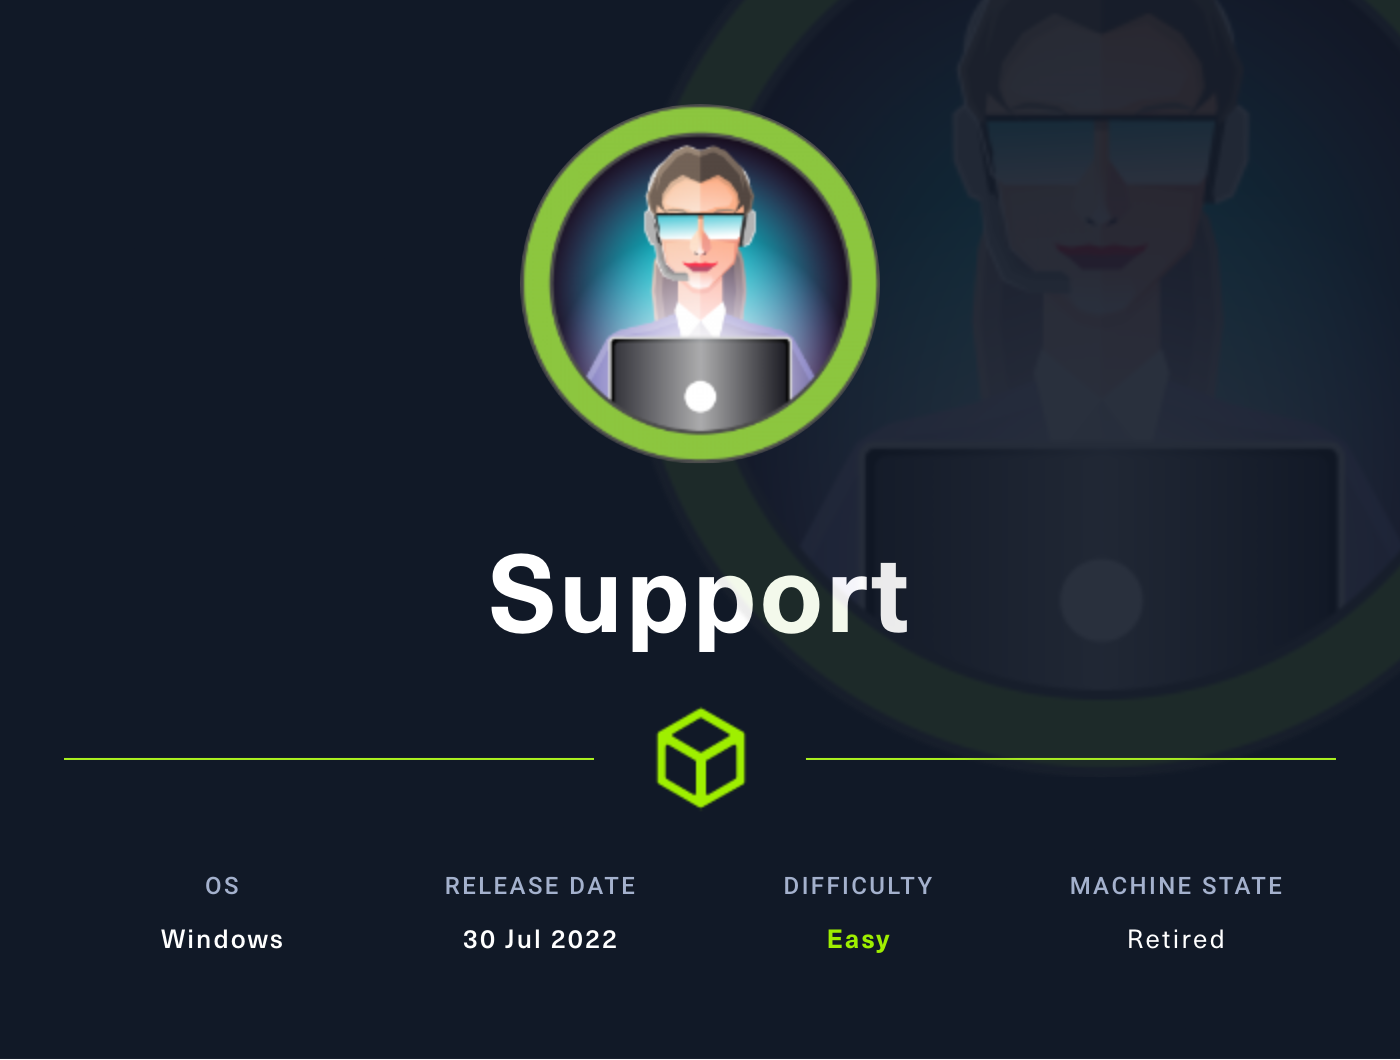 Support
OS
RELEASE DATE
DIFFICULTY
MACHINE STATE
Windows
30 Jul 2022
Easy
Retired